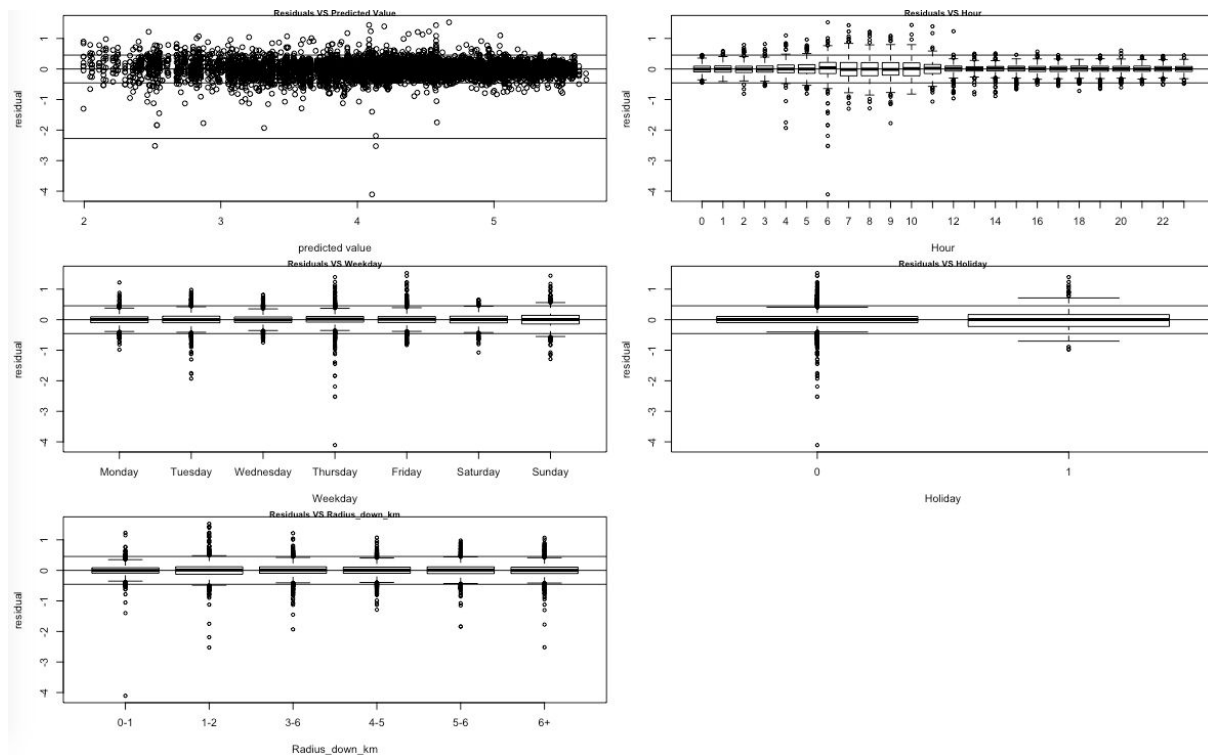 Residuals VS Predicted Value
residual
1
0
-1
-2
-3
-4
2 3 4 5
predicted value
Residuals VS Hour
residual
1
0
-1
-2
-3
-4
0 1 2 3 4 5 6 7 8 9 10 12 14 16 18 20 22
Hour
Residuals VS Weekday
residual
1
0
-1
-2
-3
-4
Monday Tuesday Wednesday Thursday Friday Saturday Sunday
Weekday
Residuals VS Holiday
residual
1
0
-1
-2
-3
-4
0 1
Holiday
Residuals VS Radius_down_km
residual
1
0
-1
-2
-3
-4
0-1 1-2 3-6 4-5 5-6 6+
Radius_down_km